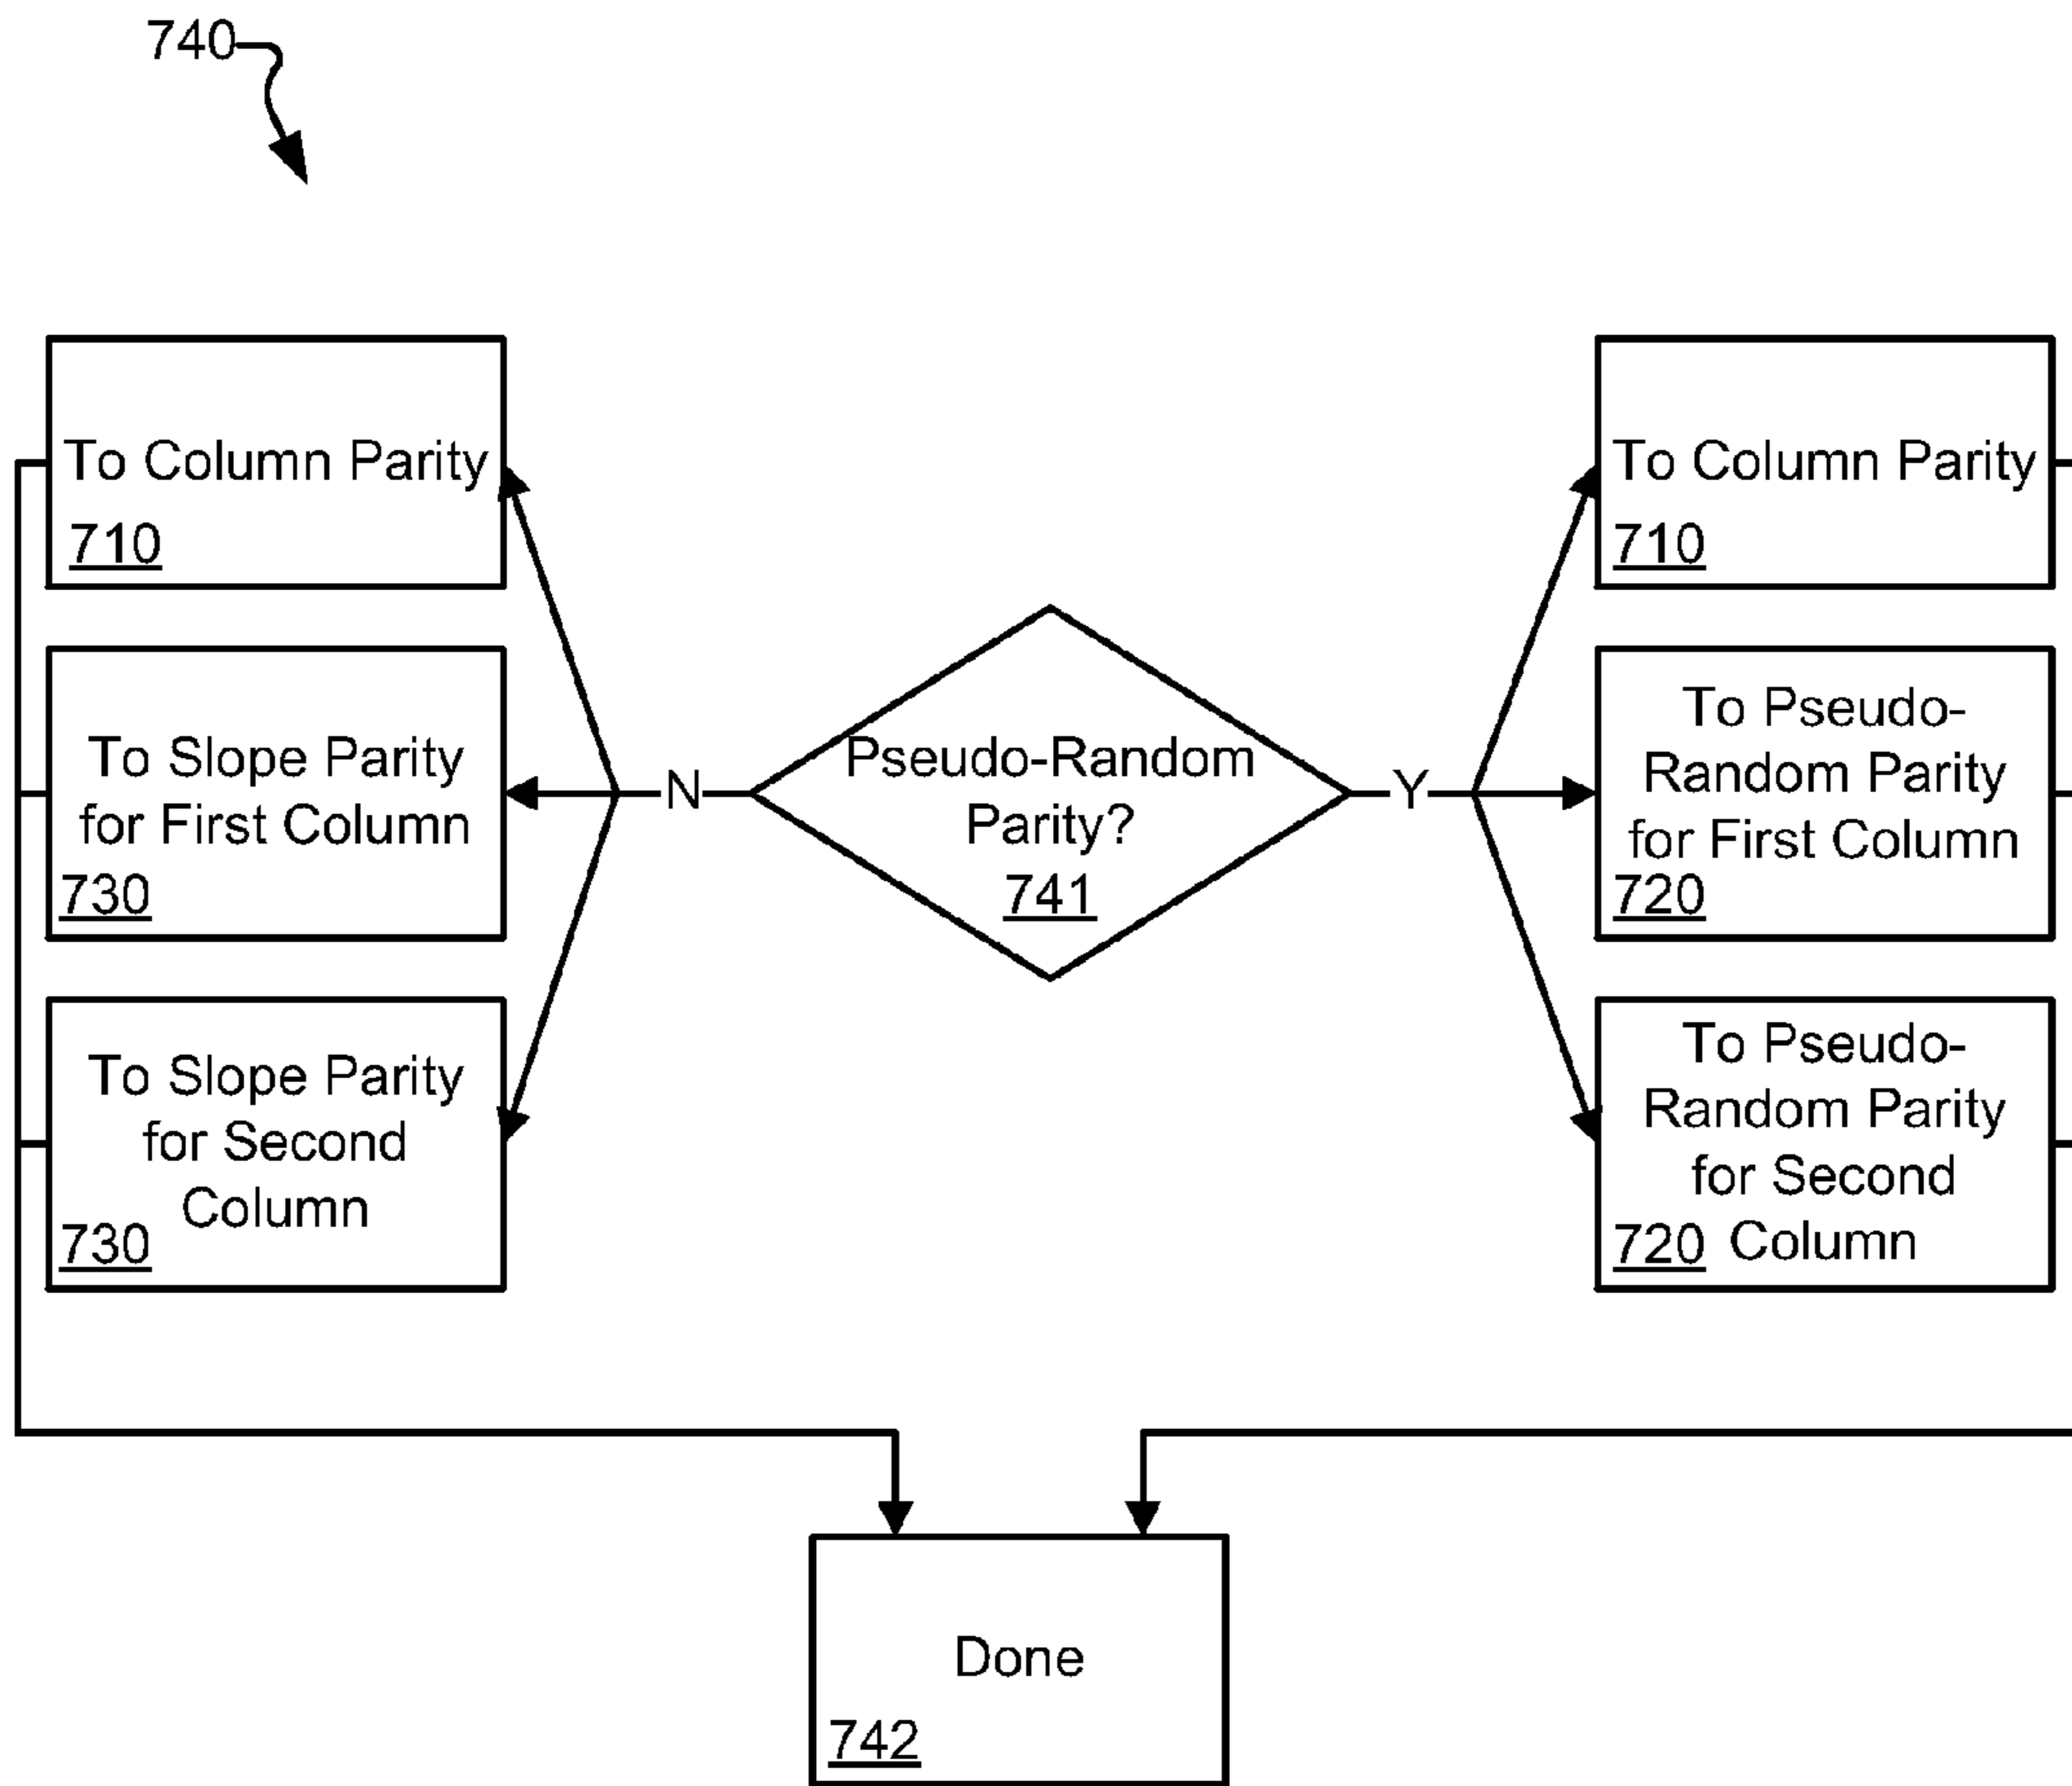 740
To Column Parity
710
To Slope Parity
for First Column
730
To Slope Parity
for Second
Column
730
N
Pseudo-Random
Parity?
741
Y
To Column Parity
710
To Pseudo-
Random Parity
for First Column
720
To Pseudo-
Random Parity
for Second
720 Column
Done
742